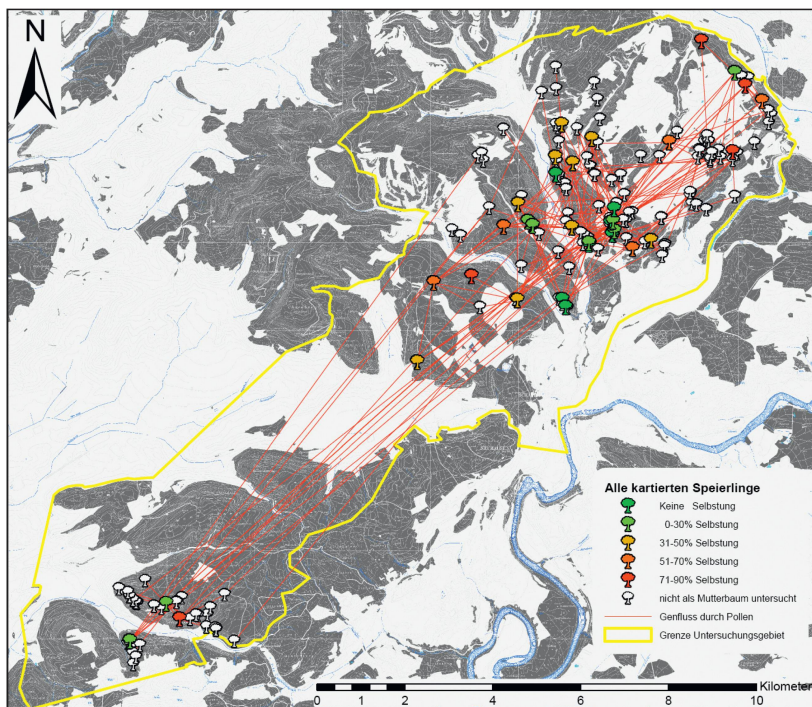 N
Alle kartierten Speierlinge
Keine Selbstung
0-30% Selbstung
31-50% Selbstung
51-70% Selbstung
71-90% Selbstung
nicht als Mutterbaum untersucht
Genfluss durch Pollen
Grenze Untersuchungsgebiet
Kilometer
0 1 2 4 6 8 10